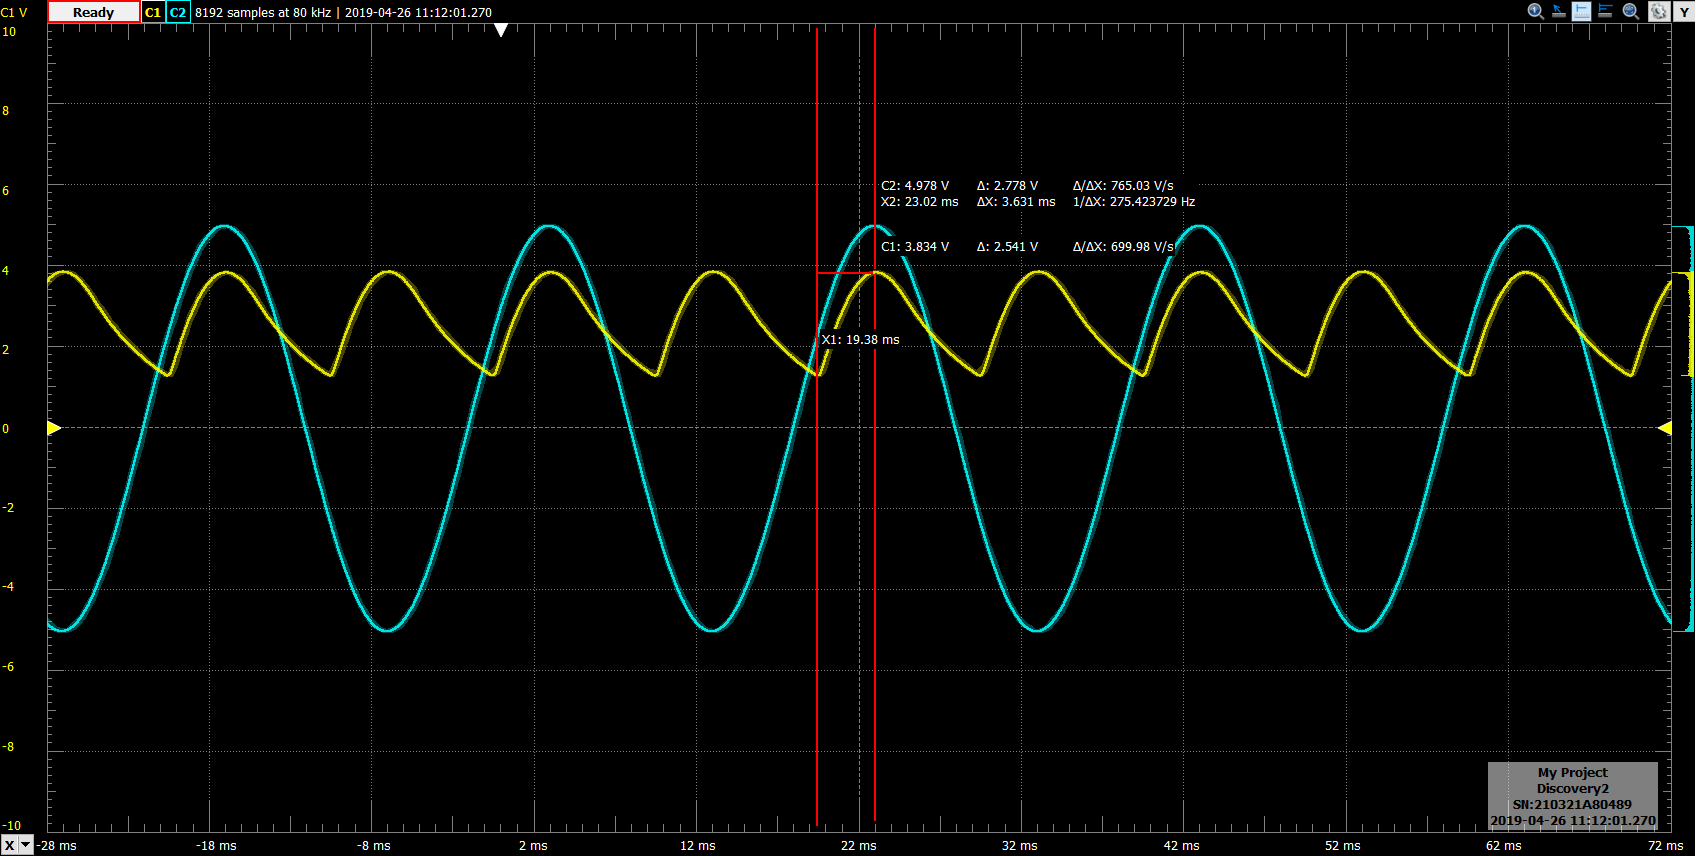 C1 V Ready C1 C2 8192 samples at 80 kHz | 2019-04-26 11:12:01.270 Y
10
8
6
4
2
0
-2
-4
-6
-8
-10
C2: 4.978 V Δ: 2.778 V Δ/ΔX: 765.03 V/s
X2: 23.02 ms ΔX: 3.631 ms 1/ΔX: 275.423729 Hz
C1: 3.834 V Δ: 2.541 V Δ/ΔX: 699.98 V/s
X1: 19.38 ms
My Project
Discovery2
SN:210321A80489
2019-04-26 11:12:01.270
X -28 ms -18 ms -8 ms 2 ms 12 ms 22 ms 32 ms 42 ms 52 ms 62 ms 72 ms